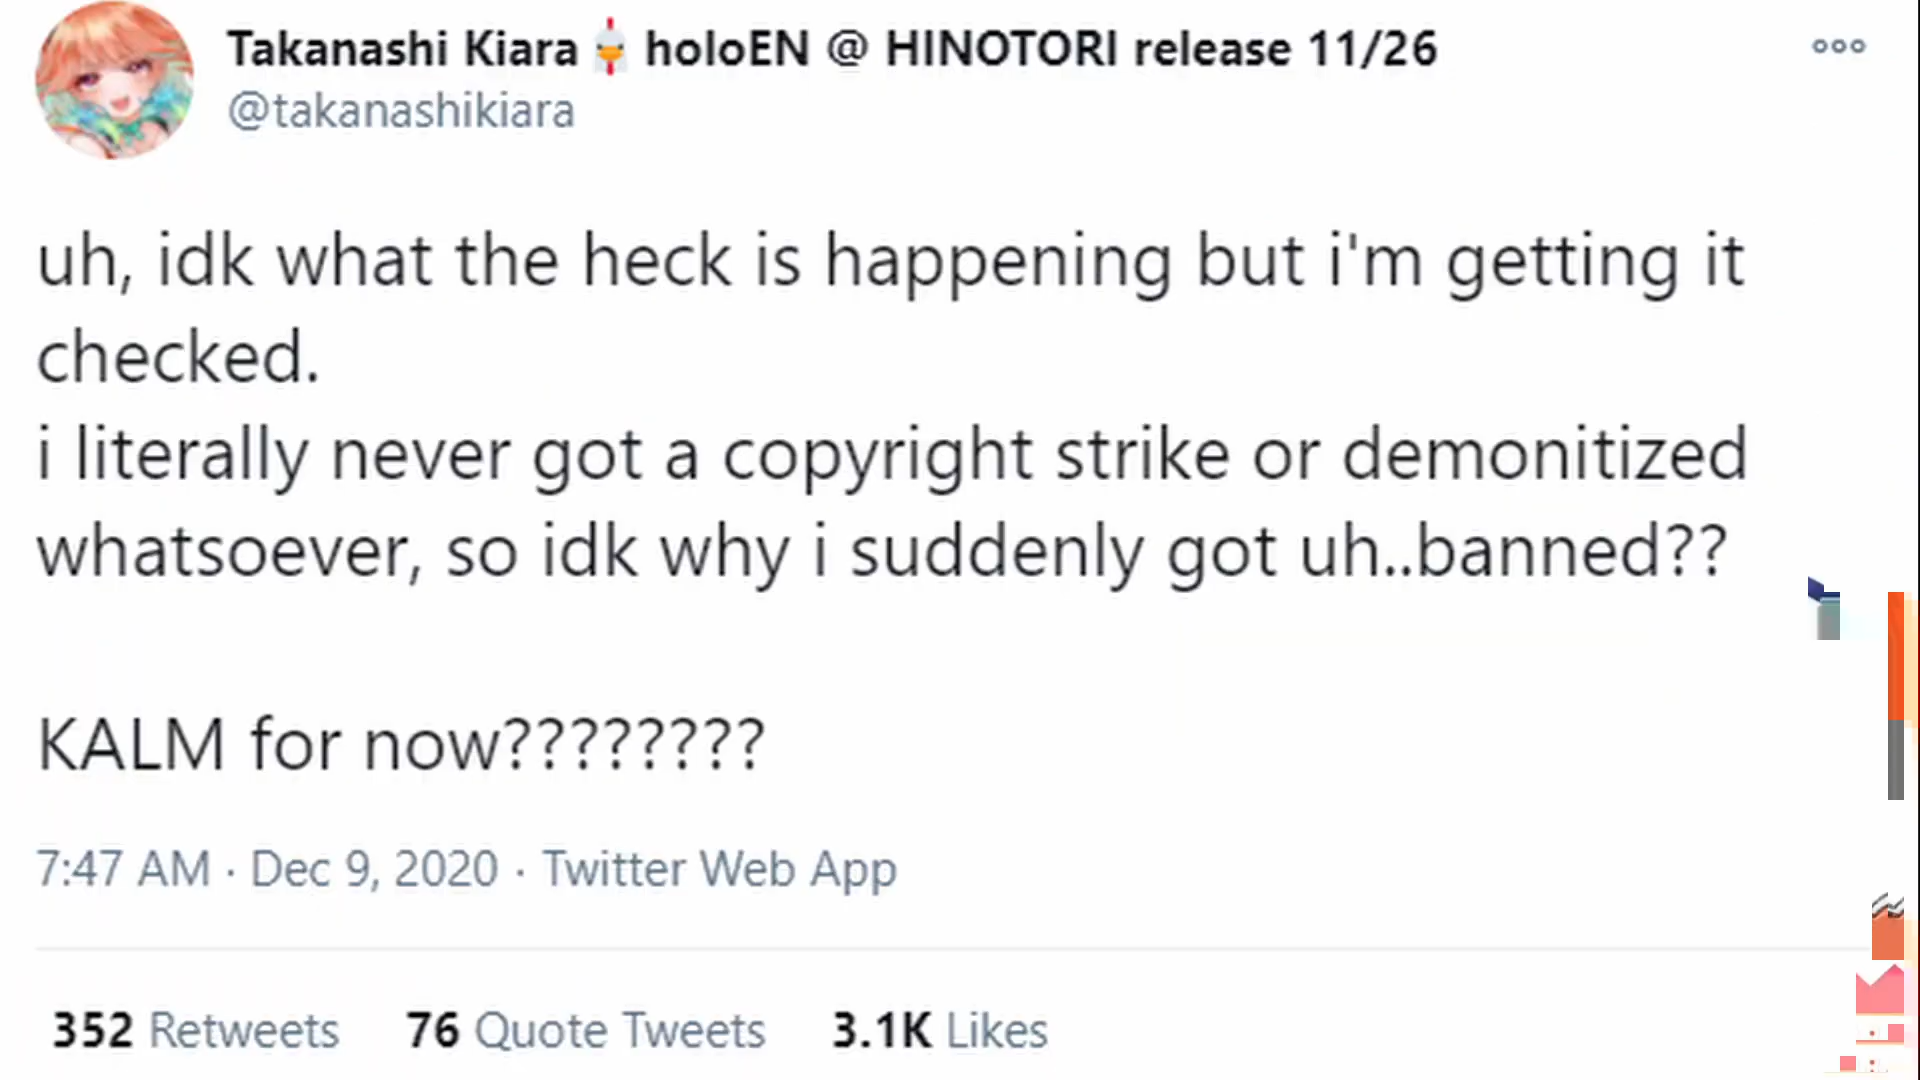 Takanashi Kiara holoEN @ HINOTORI release 11/26
@takanashikiara
uh, idk what the heck is happening but i'm getting it
checked.
i literally never got a copyright strike or demonitized
whatsoever, so idk why i suddenly got uh..banned??
KALM for now????????
7:47 AM · Dec 9, 2020 · Twitter Web App
352 Retweets 76 Quote Tweets 3.1K Likes